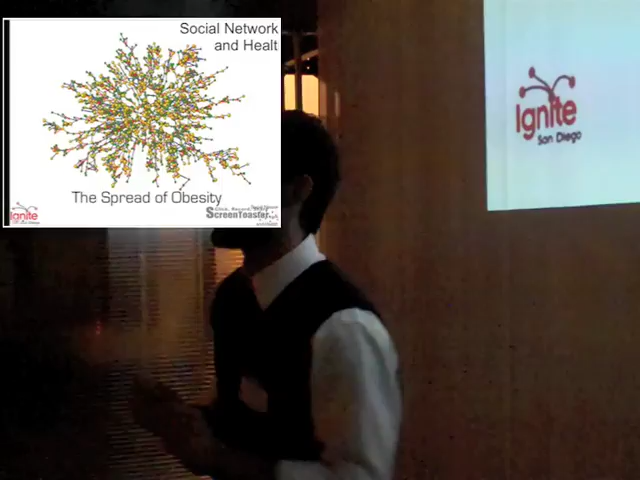 Social Network
and Healt
The Spread of Obesity
Ignite
ScreenToaster
Ignite
San Diego